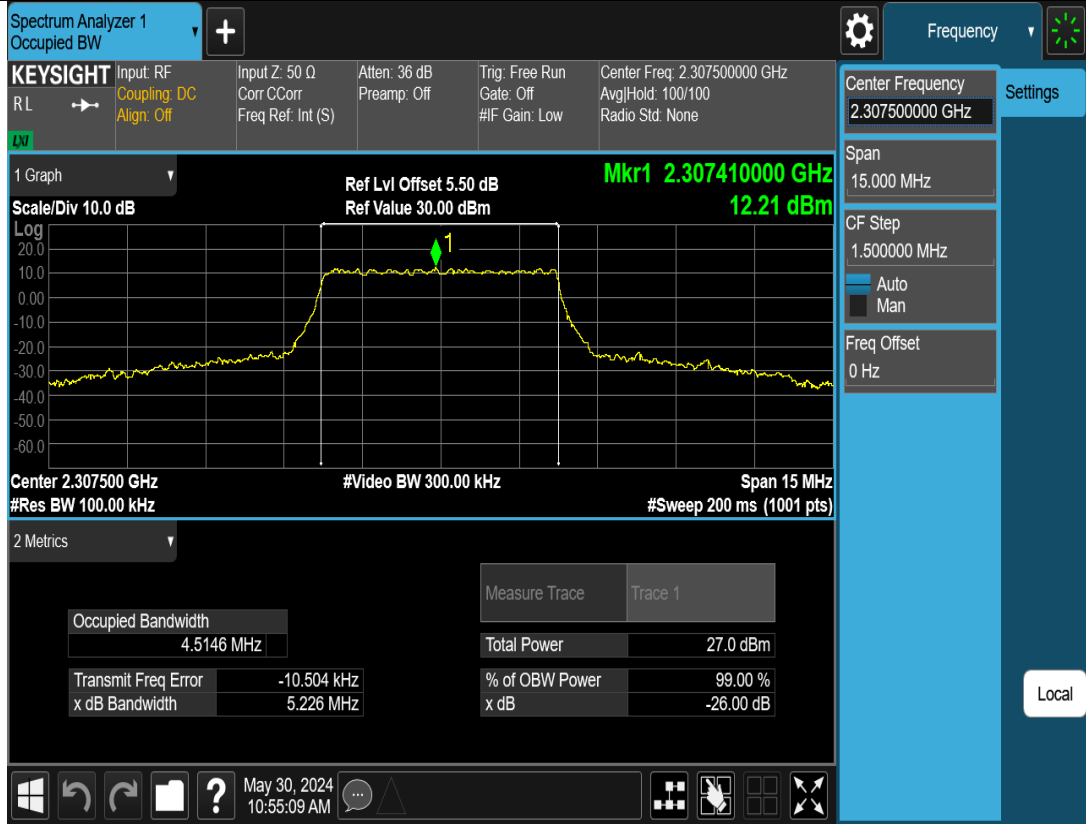 Spectrum Analyzer 1
Occupied BW
+
Frequency
KEYSIGHT
RL
LXI
Input: RF
Coupling: DC
Align: Off
Input Z: 50 Ω
Corr CCorr
Freq Ref: Int (S)
Atten: 36 dB
Preamp: Off
Trig: Free Run
Gate: Off
#IF Gain: Low
Center Freq: 2.307500000 GHz
Avg|Hold: 100/100
Radio Std: None
Center Frequency
2.307500000 GHz
Settings
Span
15.000 MHz
CF Step
1.500000 MHz
Auto
Man
Freq Offset
0 Hz
Local
1 Graph
Scale/Div 10.0 dB
Ref Lvl Offset 5.50 dB
Ref Value 30.00 dBm
Mkr1 2.307410000 GHz
12.21 dBm
Log
20.0
10.0
0.00
-10.0
-20.0
-30.0
-40.0
-50.0
-60.0
1
Center 2.307500 GHz
#Video BW 300.00 kHz
Span 15 MHz
#Res BW 100.00 kHz
#Sweep 200 ms (1001 pts)
2 Metrics
Measure Trace
Trace 1
Occupied Bandwidth
4.5146 MHz
Total Power
27.0 dBm
Transmit Freq Error
-10.504 kHz
% of OBW Power
99.00 %
x dB Bandwidth
5.226 MHz
x dB
-26.00 dB
?
May 30, 2024
10:55:09 AM